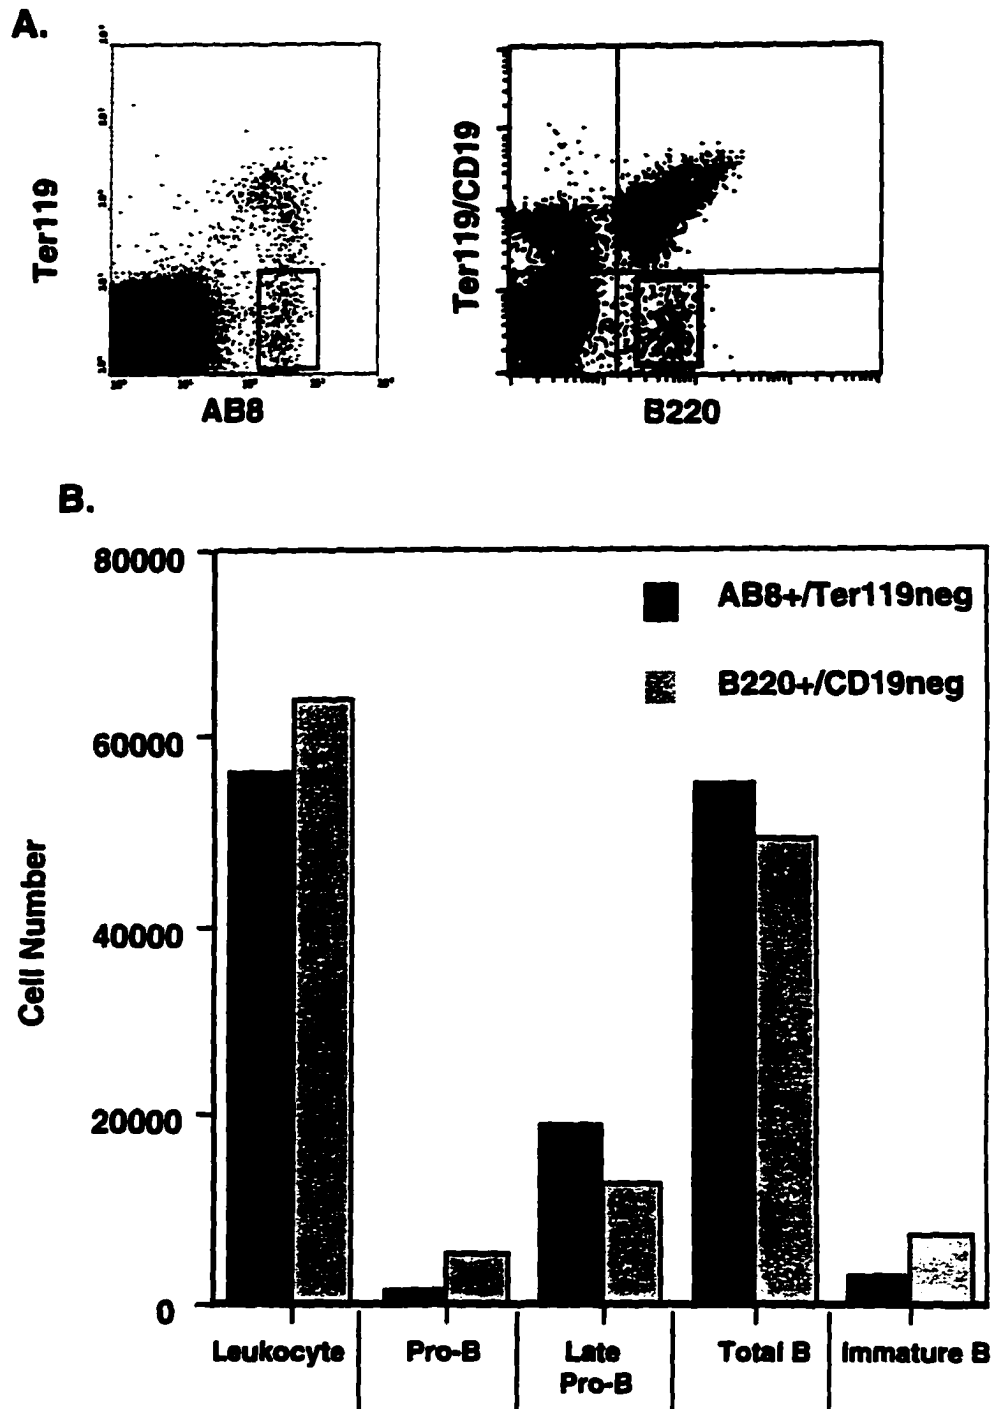 A.
Ter119
AB8
Ter119/CD19
B220
B.
80000
60000
40000
20000
0
Cell Number
AB8+/Ter119neg
B220+/CD19neg
Leukocyte
Pro-B
Late
Pro-B
Total B
Immature B